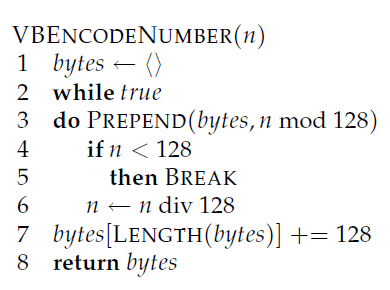 VBENCODENUMBER(n)
1 bytes ← ⟨⟩
2 while true
3 do PREPEND(bytes, n mod 128)
4 if n < 128
5 then BREAK
6 n ← n div 128
7 bytes[LENGTH(bytes)] += 128
8 return bytes